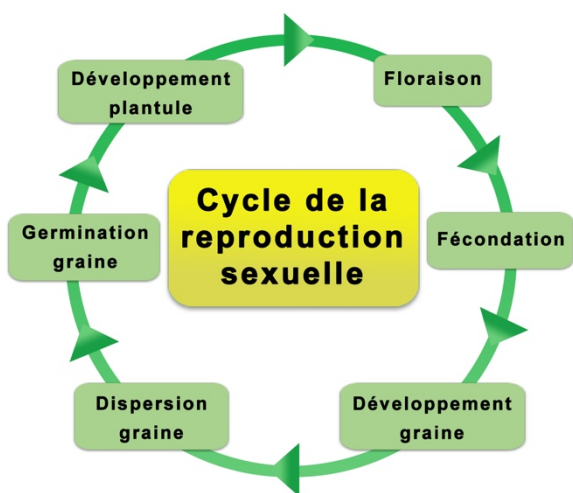 Développement
plantule
Floraison
Cycle de la
reproduction
sexuelle
Germination
graine
Fécondation
Dispersion
graine
Développement
graine